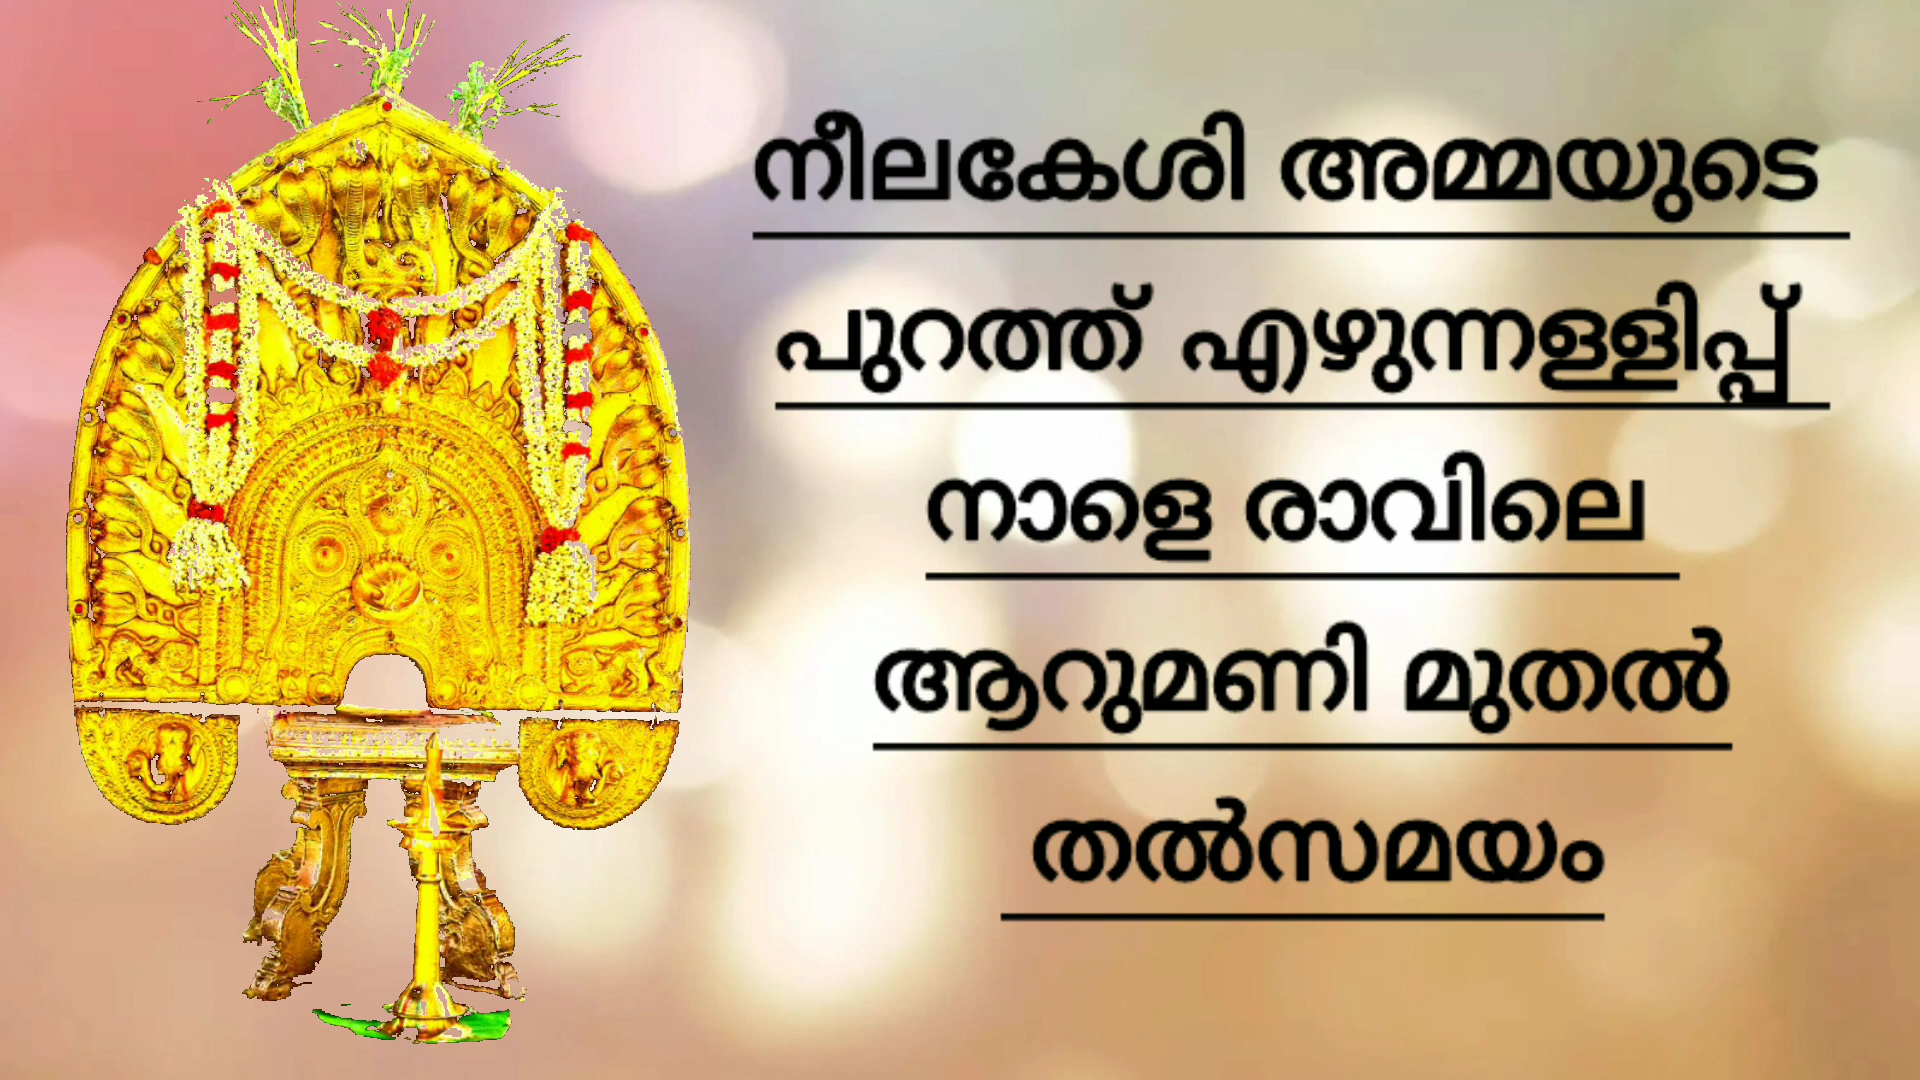 നീലകേശി അമ്മയുടെ
പുറത്ത് എഴുന്നള്ളിപ്പ്
നാളെ രാവിലെ
ആറുമണി മുതൽ
തൽസമയം